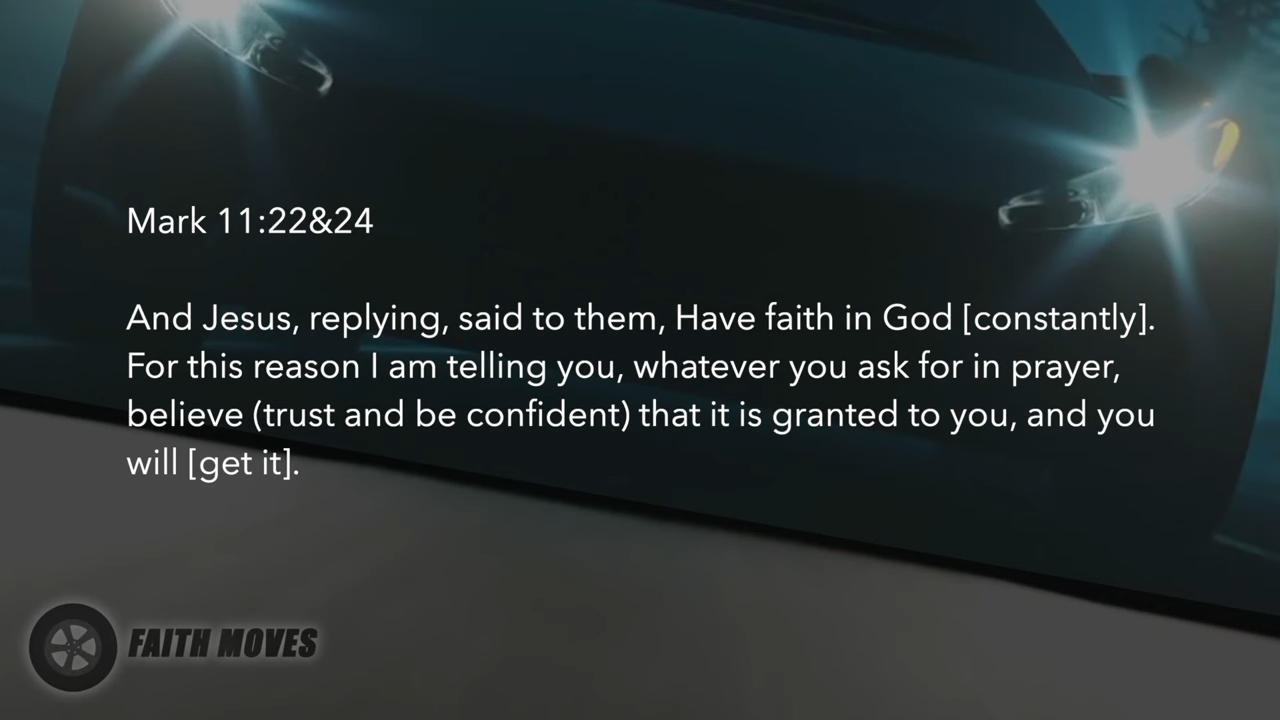 Mark 11:22&24
And Jesus, replying, said to them, Have faith in God [constantly].
For this reason I am telling you, whatever you ask for in prayer,
believe (trust and be confident) that it is granted to you, and you
will [get it].
FAITH MOVES